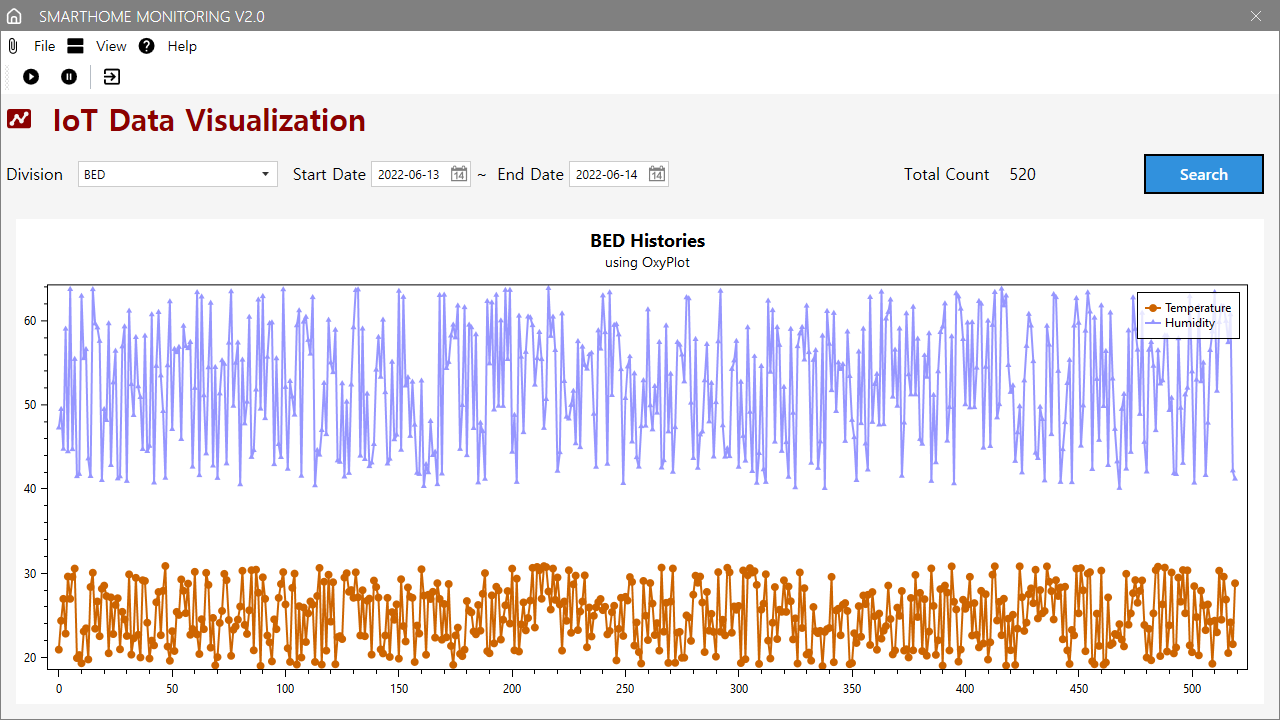 SMARTHOME MONITORING V2.0
File View Help
IoT Data Visualization
Division BED Start Date 2022-06-13 14 ~ End Date 2022-06-14 14 Total Count 520 Search
BED Histories
using OxyPlot
Temperature
Humidity
60
50
40
30
20
0 50 100 150 200 250 300 350 400 450 500